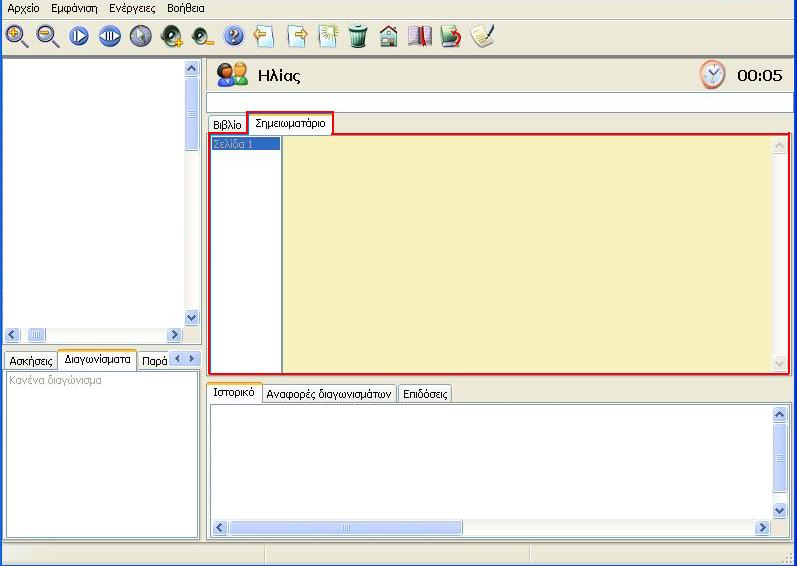 Αρχείο Εμφάνιση Ενέργειες Βοήθεια
Ηλίας 00:05
Βιβλίο Σημειωματάριο
Σελίδα 1
Ασκήσεις Διαγωνίσματα Παρά
Κανένα διαγώνισμα
Ιστορικό Αναφορές διαγωνισμάτων Επιδόσεις